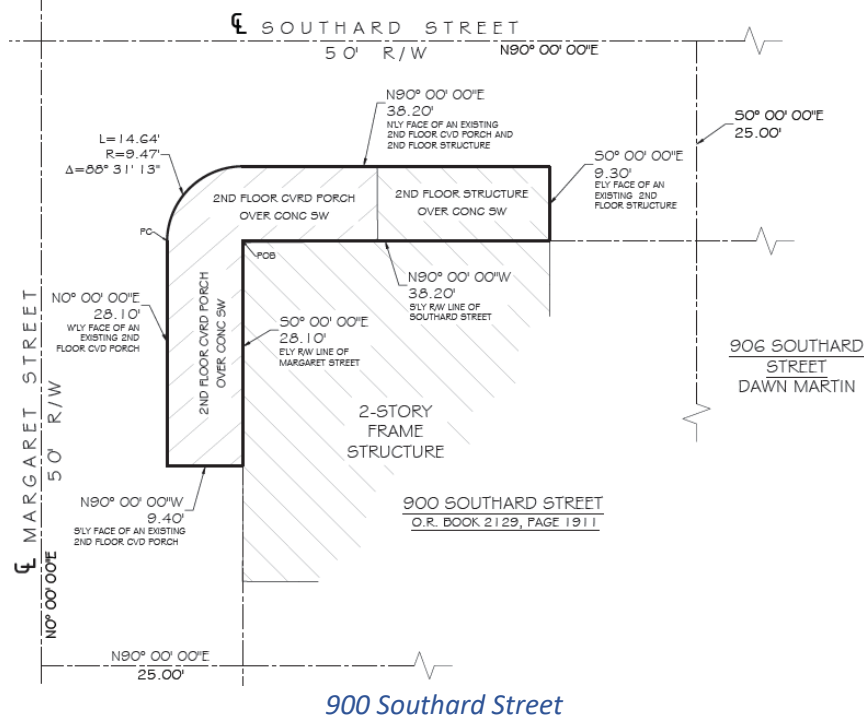 ℄ SOUTHARD STREET
50' R/W
N90° 00' 00"E
N90° 00' 00"E
38.20'
N'LY FACE OF AN EXISTING
2ND FLOOR CVD PORCH AND
2ND FLOOR STRUCTURE
S0° 00' 00"E
25.00'
L=14.64'
R=9.47'
Δ=88° 31' 13"
S0° 00' 00"E
9.30'
E'LY FACE OF AN
EXISTING 2ND
FLOOR STRUCTURE
2ND FLOOR CVRD PORCH
OVER CONC SW
2ND FLOOR STRUCTURE
OVER CONC SW
PC
POB
N90° 00' 00"W
38.20'
S'LY R/W LINE OF
SOUTHARD STREET
N0° 00' 00"E
28.10'
W'LY FACE OF AN
EXISTING 2ND
FLOOR CVD PORCH
2ND FLOOR CVRD PORCH
OVER CONC SW
S0° 00' 00"E
28.10'
E'LY R/W LINE OF
MARGARET STREET
906 SOUTHARD
STREET
DAWN MARTIN
2-STORY
FRAME
STRUCTURE
℄ MARGARET STREET
50' R/W
N0° 00' 00"E
N90° 00' 00"W
9.40'
S'LY FACE OF AN EXISTING
2ND FLOOR CVD PORCH
900 SOUTHARD STREET
O.R. BOOK 2129, PAGE 1911
N90° 00' 00"E
25.00'
900 Southard Street